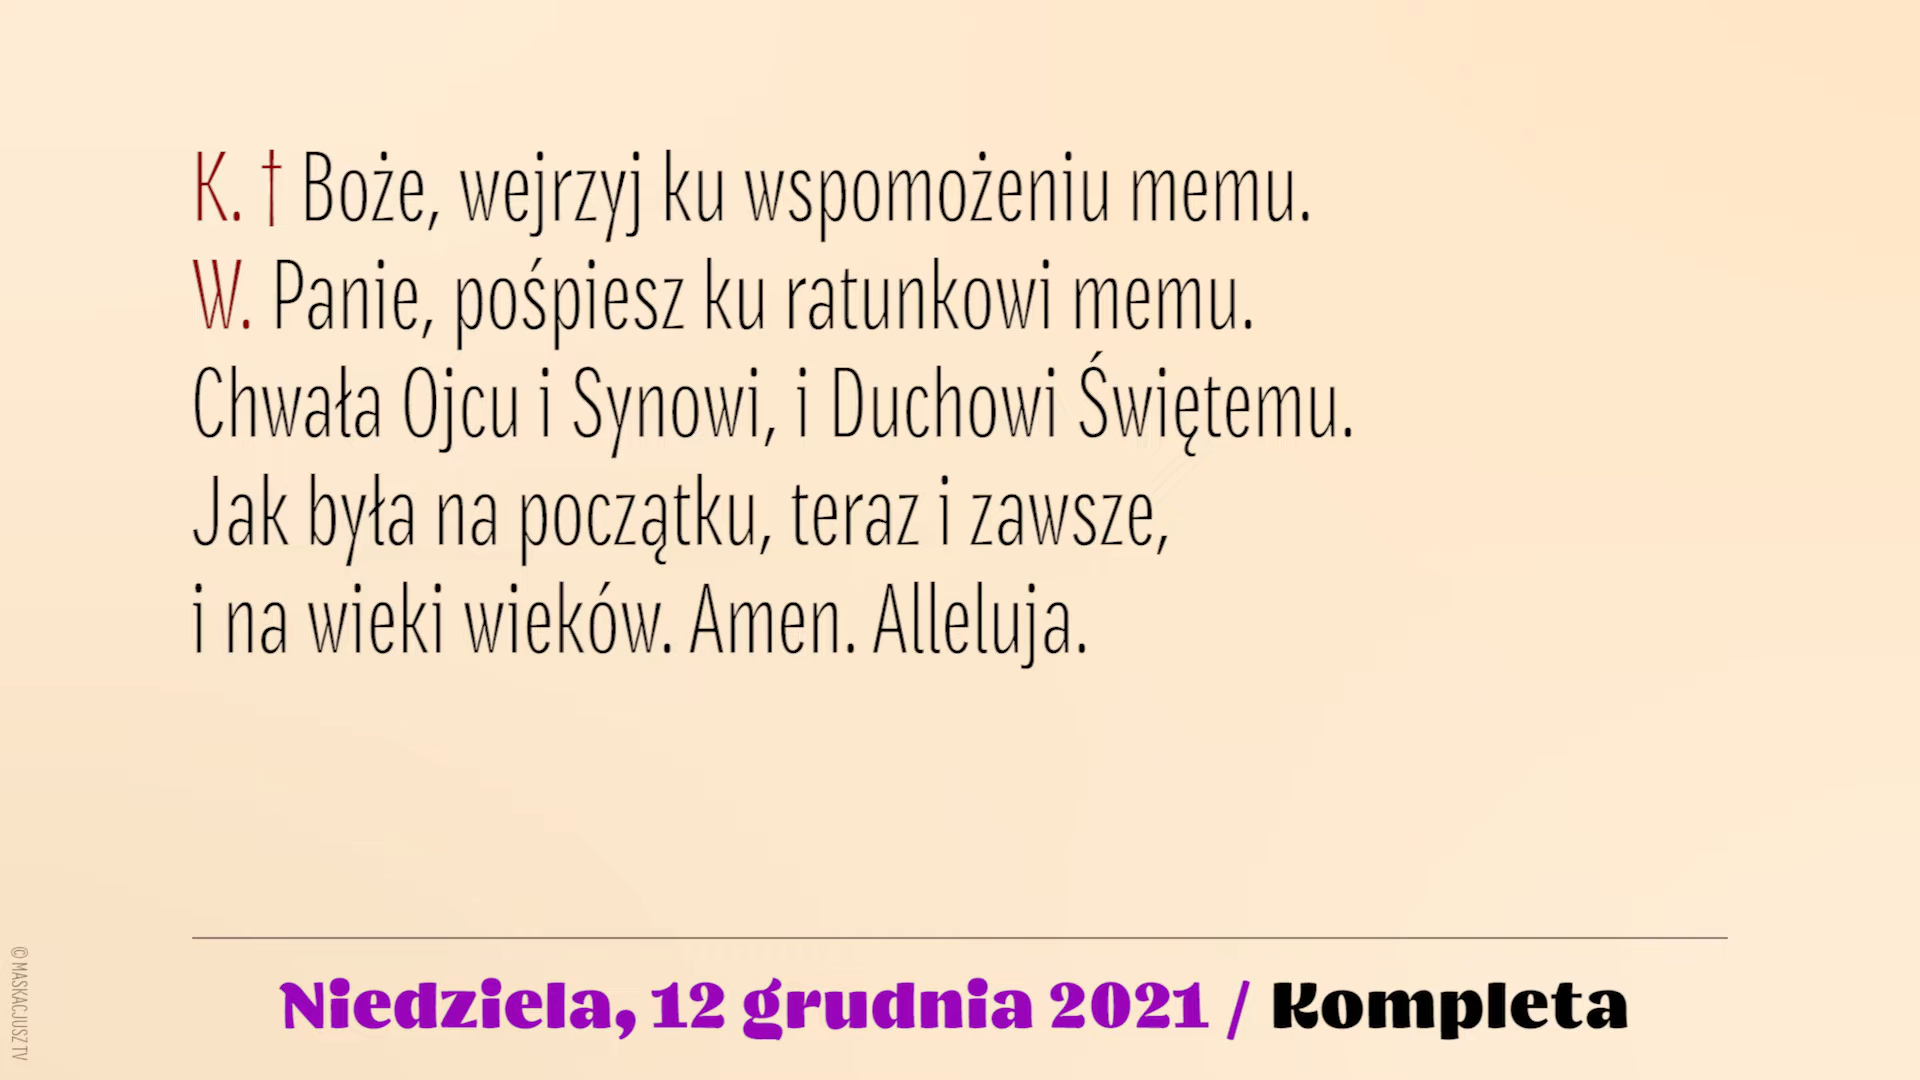 K. † Boże, wejrzyj ku wspomożeniu memu.
W. Panie, pośpiesz ku ratunkowi memu.
Chwała Ojcu i Synowi, i Duchowi Świętemu.
Jak była na początku, teraz i zawsze,
i na wieki wieków. Amen. Alleluja.
Niedziela, 12 grudnia 2021 / Kompleta
© MASKACJUSZ TV